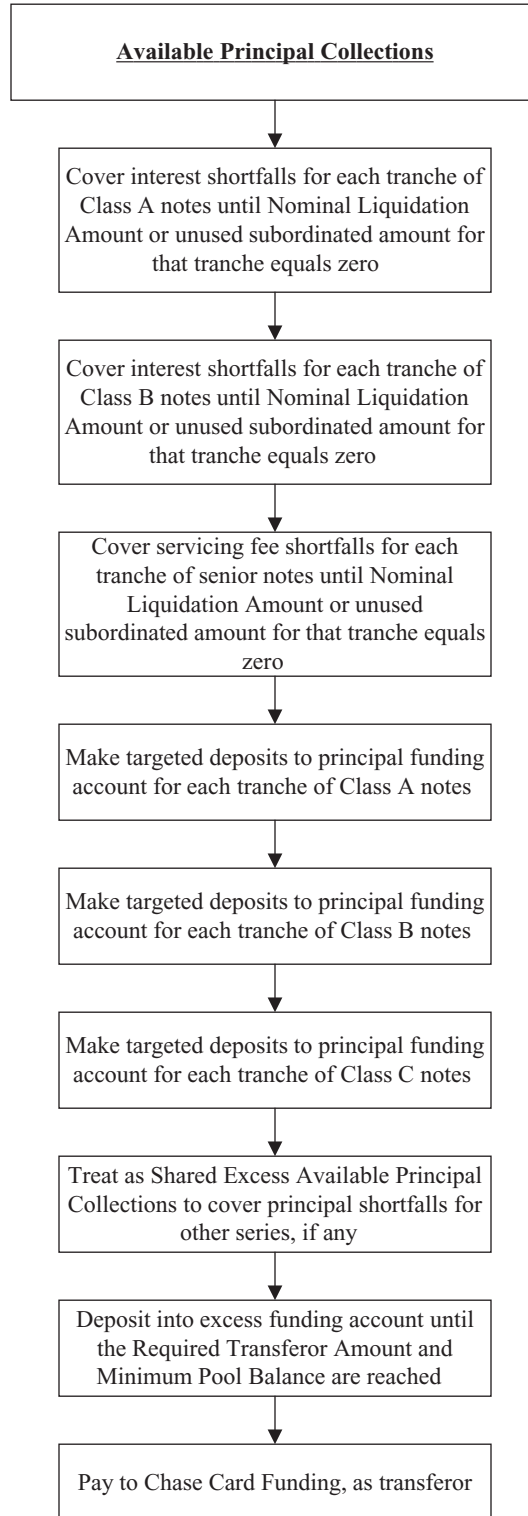 Available Principal Collections
Cover interest shortfalls for each tranche of
Class A notes until Nominal Liquidation
Amount or unused subordinated amount for
that tranche equals zero
Cover interest shortfalls for each tranche of
Class B notes until Nominal Liquidation
Amount or unused subordinated amount for
that tranche equals zero
Cover servicing fee shortfalls for each
tranche of senior notes until Nominal
Liquidation Amount or unused
subordinated amount for that tranche equals
zero
Make targeted deposits to principal funding
account for each tranche of Class A notes
Make targeted deposits to principal funding
account for each tranche of Class B notes
Make targeted deposits to principal funding
account for each tranche of Class C notes
Treat as Shared Excess Available Principal
Collections to cover principal shortfalls for
other series, if any
Deposit into excess funding account until
the Required Transferor Amount and
Minimum Pool Balance are reached
Pay to Chase Card Funding, as transferor